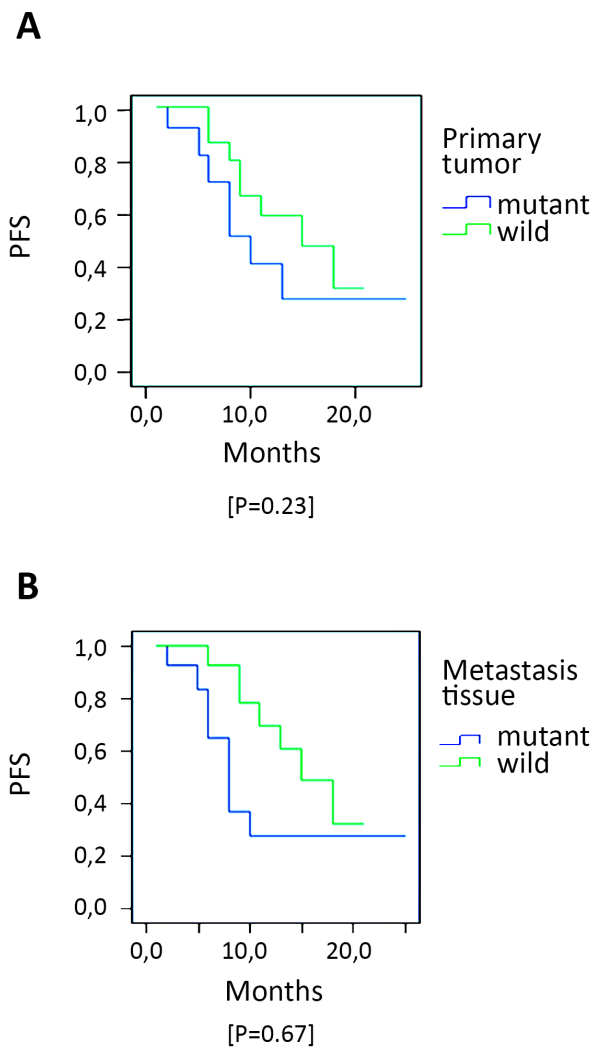 A
Primary
tumor
mutant
wild
PFS
1,0
0,8
0,6
0,4
0,2
0,0
0,0 10,0 20,0
Months
[P=0.23]
B
Metastasis
tissue
mutant
wild
PFS
1,0
0,8
0,6
0,4
0,2
0,0
0,0 10,0 20,0
Months
[P=0.67]